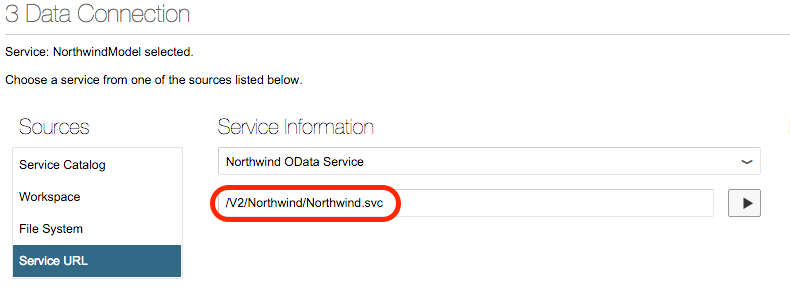 3 Data Connection
Service: NorthwindModel selected.
Choose a service from one of the sources listed below.
Sources
Service Information
Service Catalog
Workspace
File System
Service URL
Northwind OData Service
/V2/Northwind/Northwind.svc